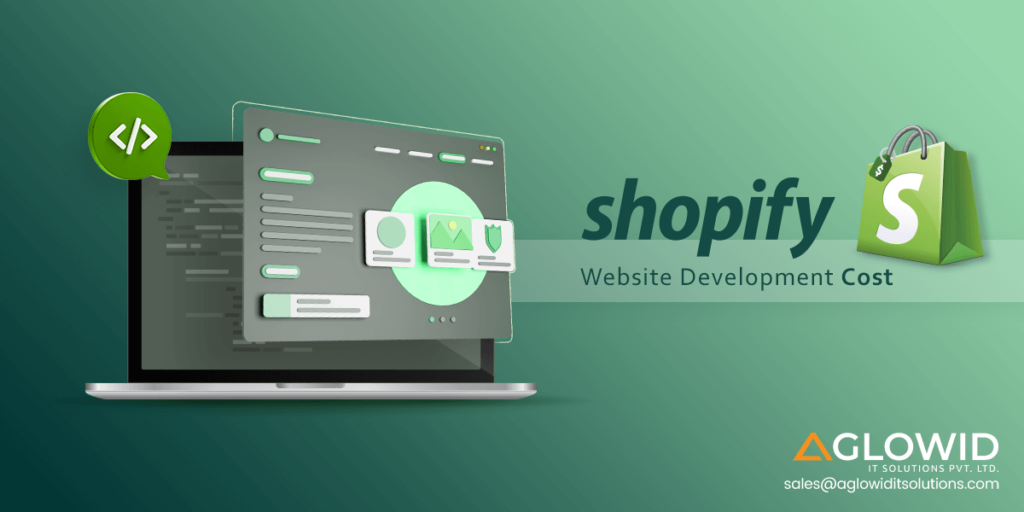 </>
shopify
S
$
Website Development Cost
AGLOWID
IT SOLUTIONS PVT. LTD.
sales@aglowiditsolutions.com